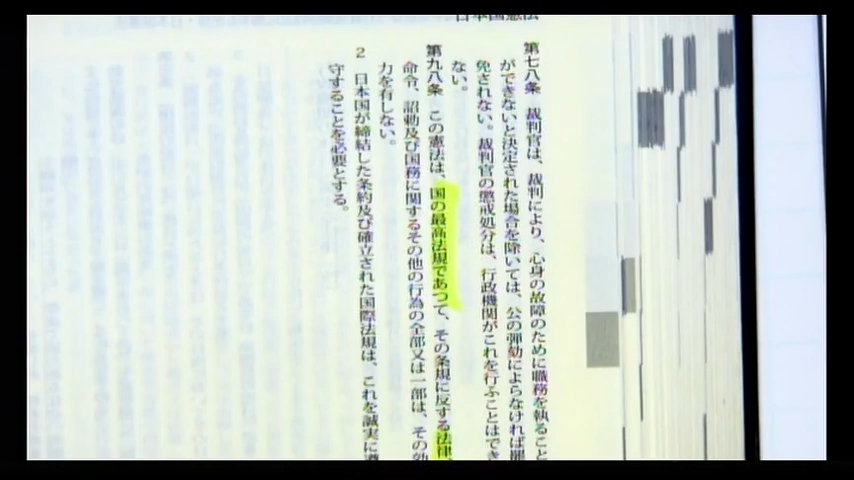 日本国憲法
第七八条　裁判官は、裁判により、心身の故障のために職務を執ること
ができないと決定された場合を除いては、公の弾劾によらなければ罷
免されない。裁判官の懲戒処分は、行政機関がこれを行ふことはでき
ない。
第九八条　この憲法は、国の最高法規であつて、その条規に反する法律、
命令、詔勅及び国務に関するその他の行為の全部又は一部は、その効
力を有しない。
2　日本国が締結した条約及び確立された国際法規は、これを誠実に遵
守することを必要とする。